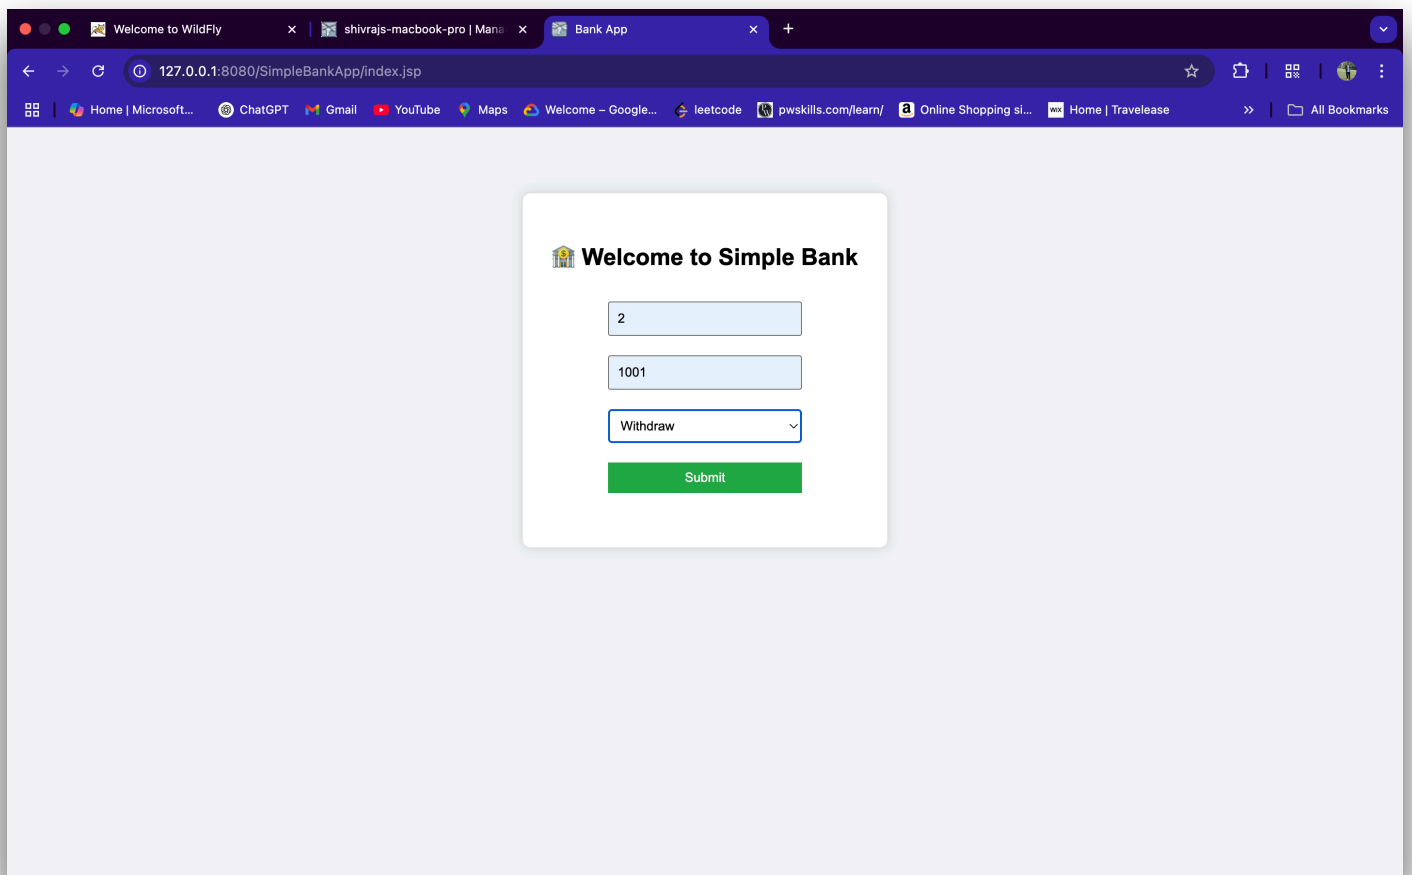 Welcome to WildFly
shivrajs-macbook-pro | Mana
Bank App
127.0.0.1:8080/SimpleBankApp/index.jsp
Home | Microsoft...
ChatGPT
Gmail
YouTube
Maps
Welcome – Google...
leetcode
pwskills.com/learn/
Online Shopping si...
WIX
Home | Travelease
All Bookmarks
Welcome to Simple Bank
2
1001
Withdraw
Submit